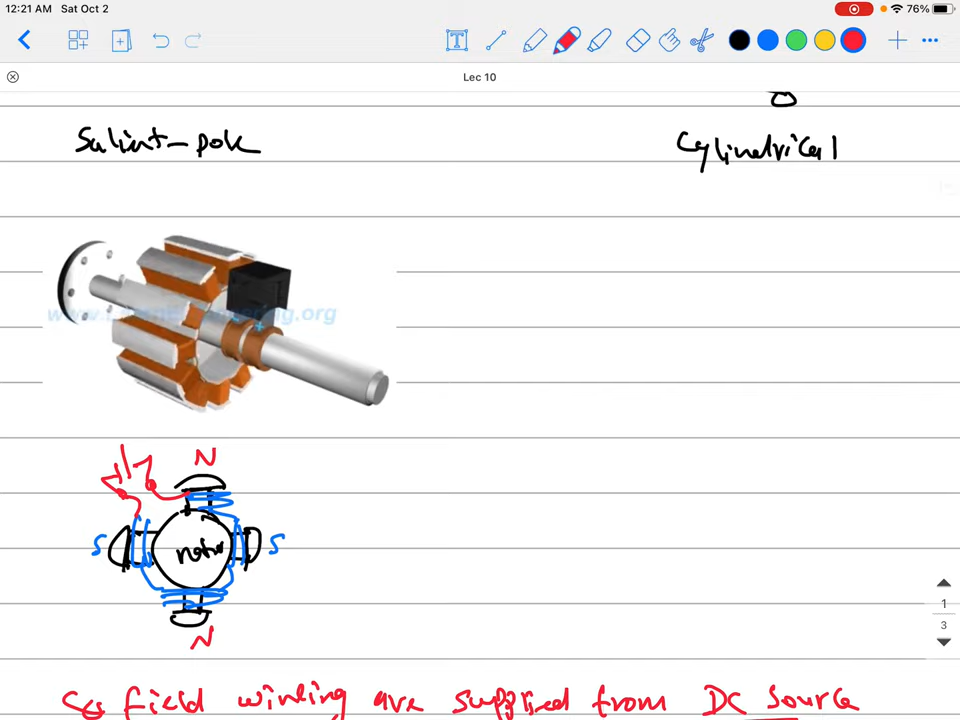 12:21 AM Sat Oct 2 76%
Lec 10
Salient-pole
Cylindrical
N
S rotor S
N
field winding are supplied from DC source
1
3